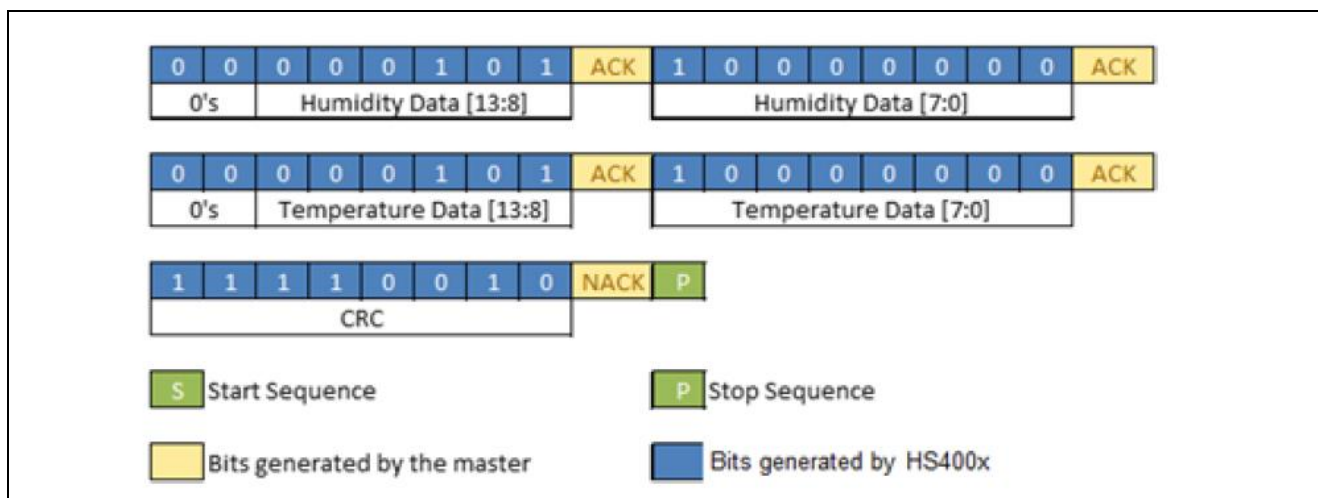 0 0 0 0 0 1 0 1 ACK 1 0 0 0 0 0 0 0 ACK
0's Humidity Data [13:8] Humidity Data [7:0]
0 0 0 0 0 1 0 1 ACK 1 0 0 0 0 0 0 0 ACK
0's Temperature Data [13:8] Temperature Data [7:0]
1 1 1 1 0 0 1 0 NACK P
CRC
S Start Sequence P Stop Sequence
Bits generated by the master Bits generated by HS400x